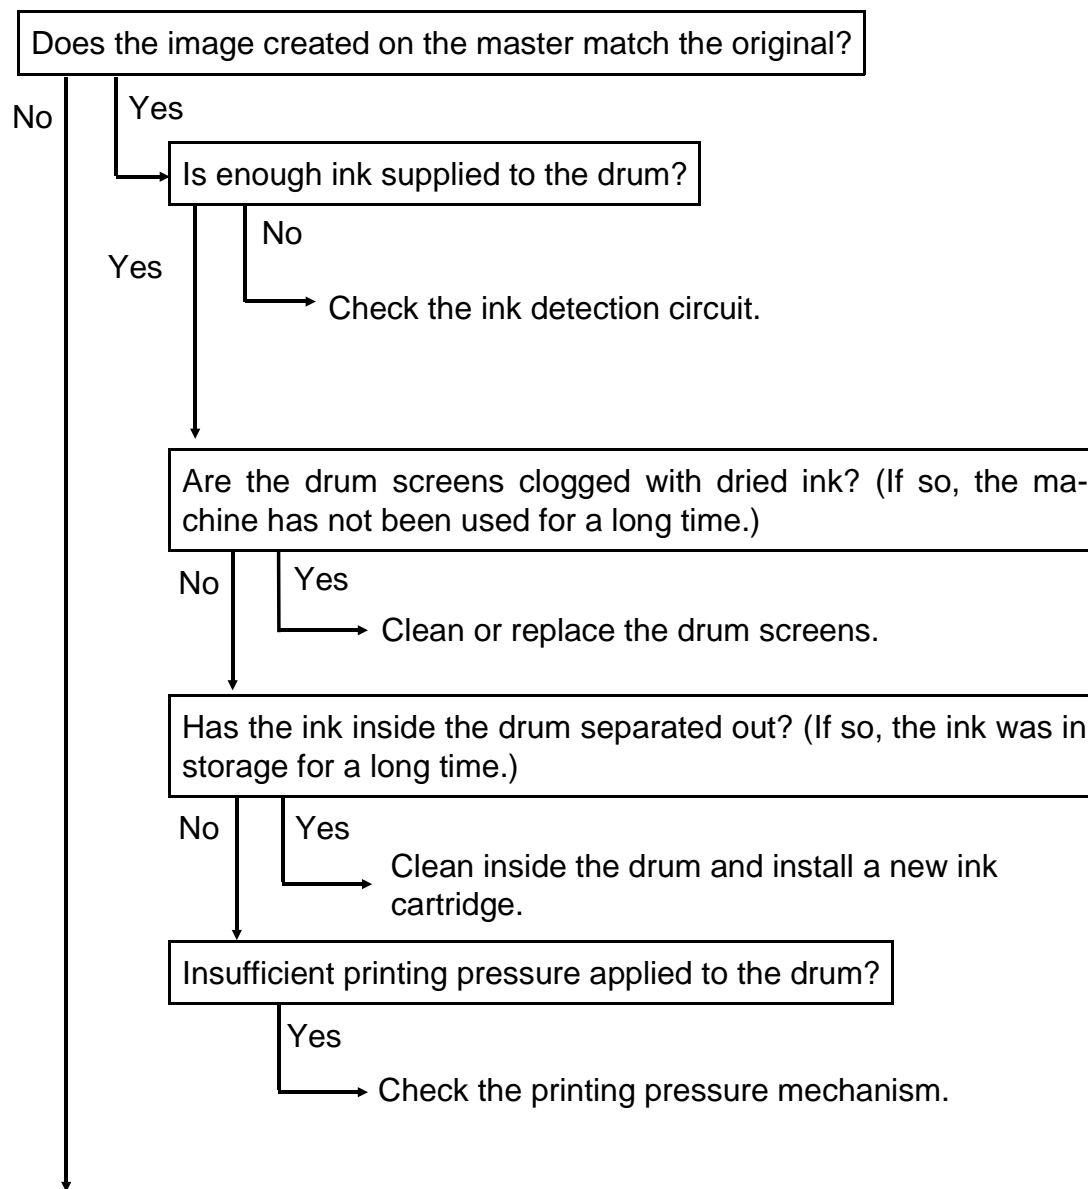 Does the image created on the master match the original?
No
Yes
Is enough ink supplied to the drum?
No
Yes
Check the ink detection circuit.
Are the drum screens clogged with dried ink? (If so, the ma-
chine has not been used for a long time.)
No
Yes
Clean or replace the drum screens.
Has the ink inside the drum separated out? (If so, the ink was in
storage for a long time.)
No
Yes
Clean inside the drum and install a new ink
cartridge.
Insufficient printing pressure applied to the drum?
Yes
Check the printing pressure mechanism.